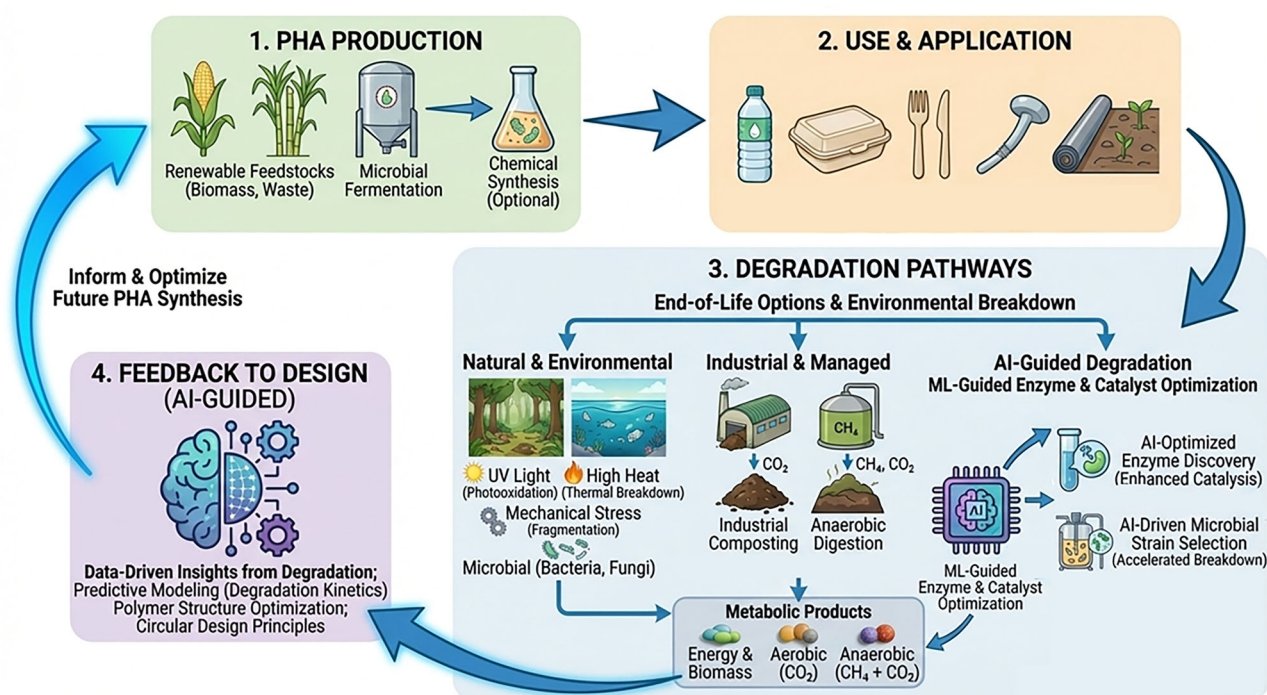 1. PHA PRODUCTION
Renewable Feedstocks
(Biomass, Waste)
Microbial
Fermentation
Chemical
Synthesis
(Optional)
2. USE & APPLICATION
Inform & Optimize
Future PHA Synthesis
3. DEGRADATION PATHWAYS
End-of-Life Options & Environmental Breakdown
Natural & Environmental
UV Light
(Photooxidation)
High Heat
(Thermal Breakdown)
Mechanical Stress
(Fragmentation)
Microbial (Bacteria, Fungi)
Industrial & Managed
CH₄
CO₂
CH₄, CO₂
Industrial
Composting
Anaerobic
Digestion
AI-Guided Degradation
ML-Guided Enzyme & Catalyst Optimization
AI
ML-Guided
Enzyme & Catalyst
Optimization
AI-Optimized
Enzyme Discovery
(Enhanced Catalysis)
AI-Driven Microbial
Strain Selection
(Accelerated Breakdown)
Metabolic Products
Energy &
Biomass
Aerobic
(CO₂)
Anaerobic
(CH₄ + CO₂)
4. FEEDBACK TO DESIGN
(AI-GUIDED)
Data-Driven Insights from Degradation;
Predictive Modeling (Degradation Kinetics)
Polymer Structure Optimization;
Circular Design Principles